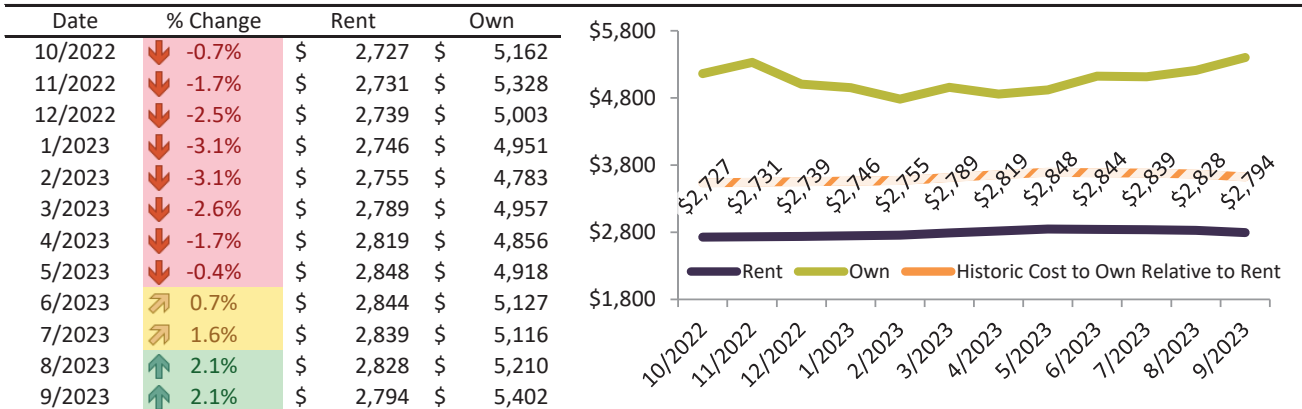 Date % Change Rent Own
10/2022 -0.7% $ 2,727 $ 5,162
11/2022 -1.7% $ 2,731 $ 5,328
12/2022 -2.5% $ 2,739 $ 5,003
1/2023 -3.1% $ 2,746 $ 4,951
2/2023 -3.1% $ 2,755 $ 4,783
3/2023 -2.6% $ 2,789 $ 4,957
4/2023 -1.7% $ 2,819 $ 4,856
5/2023 -0.4% $ 2,848 $ 4,918
6/2023 0.7% $ 2,844 $ 5,127
7/2023 1.6% $ 2,839 $ 5,116
8/2023 2.1% $ 2,828 $ 5,210
9/2023 2.1% $ 2,794 $ 5,402
$5,800
$4,800
$3,800
$2,800
$1,800
$2,727 $2,731 $2,739 $2,746 $2,755 $2,789 $2,819 $2,848 $2,844 $2,839 $2,828 $2,794
Rent Own Historic Cost to Own Relative to Rent
10/2022 11/2022 12/2022 1/2023 2/2023 3/2023 4/2023 5/2023 6/2023 7/2023 8/2023 9/2023